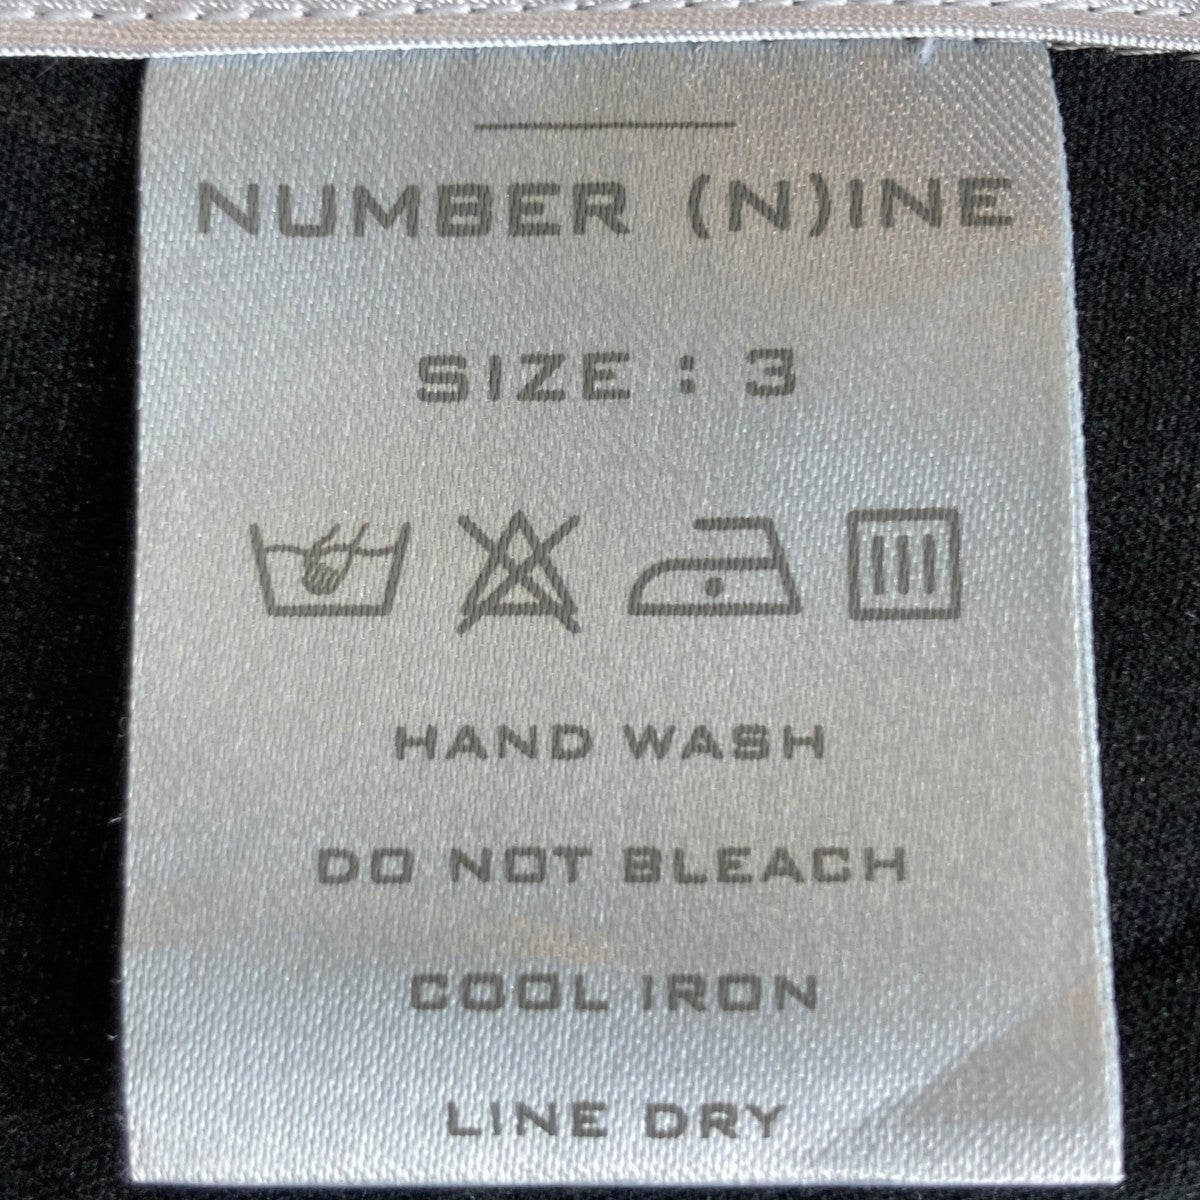 NUMBER (N)INE
SIZE : 3
HAND WASH
DO NOT BLEACH
COOL IRON
LINE DRY